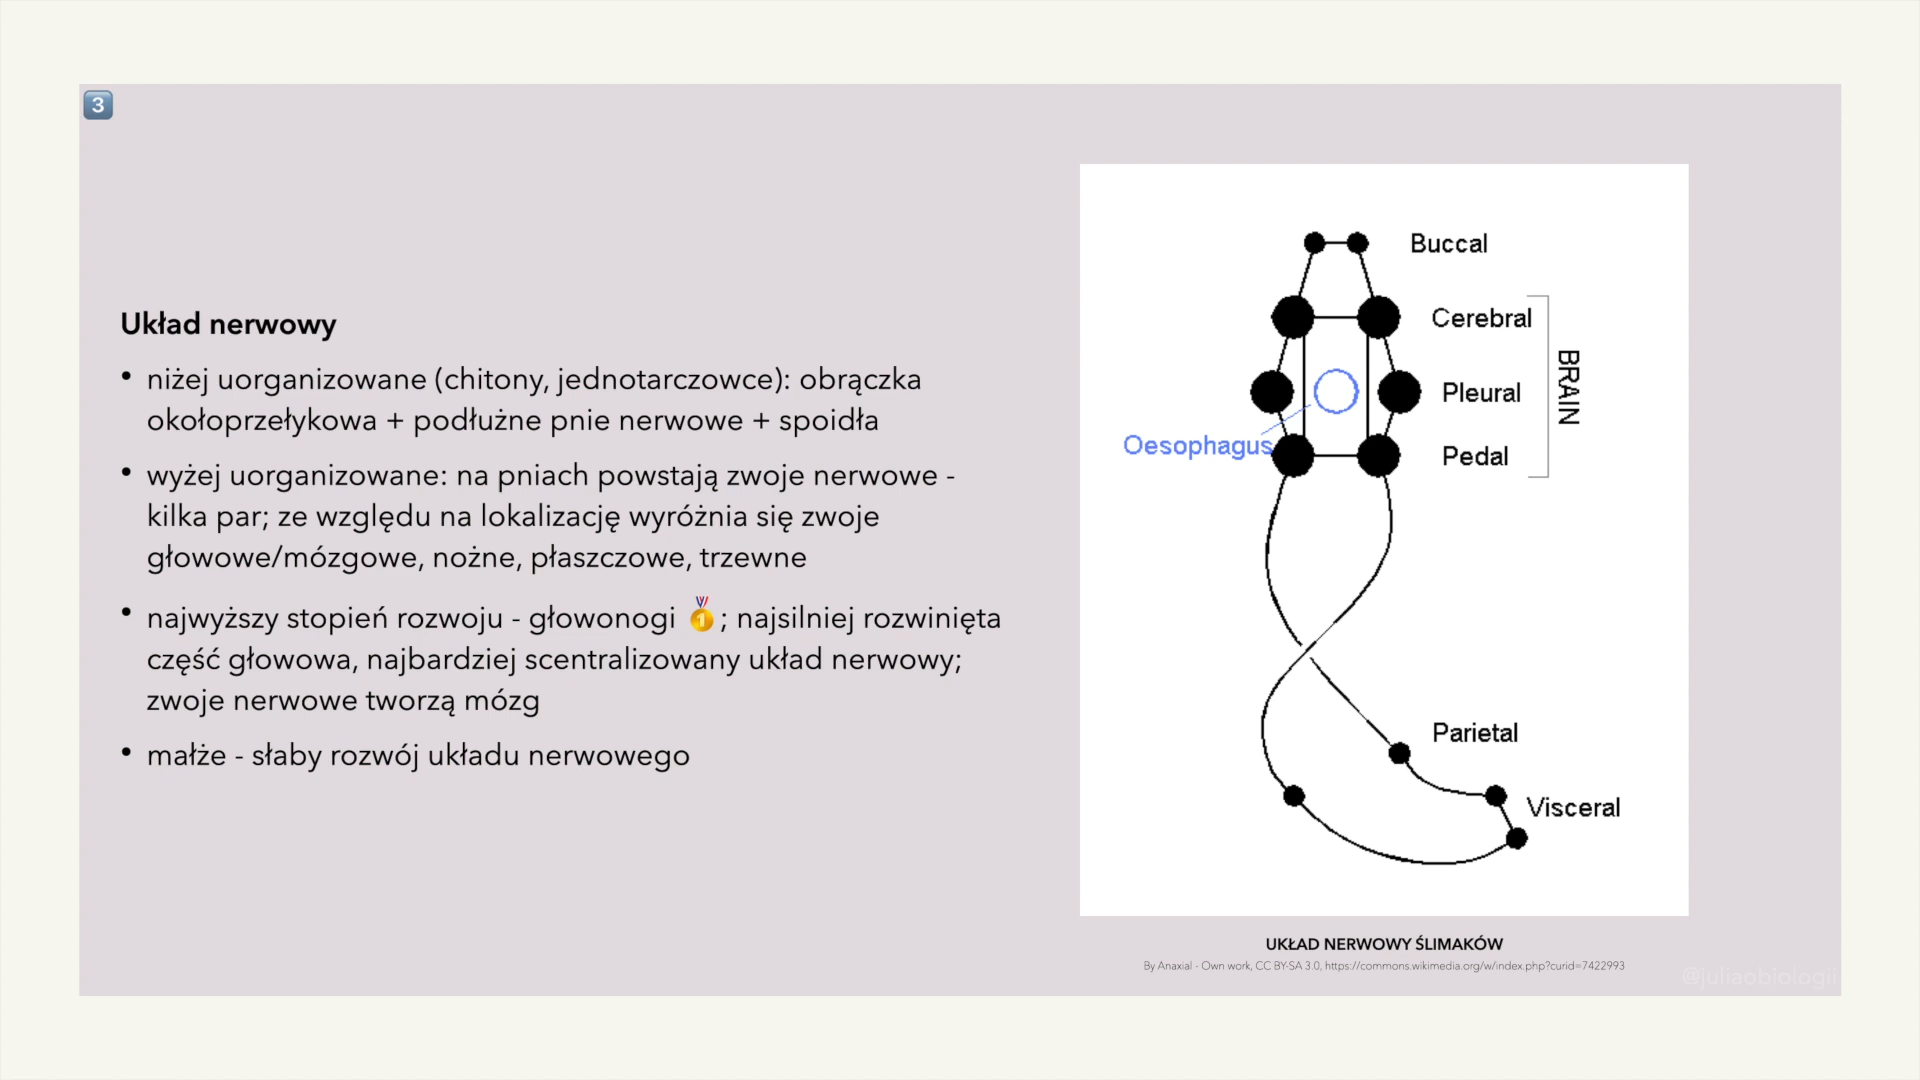 3
Układ nerwowy
• niżej uorganizowane (chitony, jednotarczowce): obrączka
okołoprzełykowa + podłużne pnie nerwowe + spoidła
• wyżej uorganizowane: na pniach powstają zwoje nerwowe -
kilka par; ze względu na lokalizację wyróżnia się zwoje
głowowe/mózgowe, nożne, płaszczowe, trzewne
• najwyższy stopień rozwoju - głowonogi 🥇; najsilniej rozwinięta
część głowowa, najbardziej scentralizowany układ nerwowy;
zwoje nerwowe tworzą mózg
• małże - słaby rozwój układu nerwowego
Buccal
Cerebral
Pleural
Pedal
BRAIN
Oesophagus
Parietal
Visceral
UKŁAD NERWOWY ŚLIMAKÓW
By Anaxial - Own work, CC BY-SA 3.0, https://commons.wikimedia.org/w/index.php?curid=7422993
@juliaobiologii